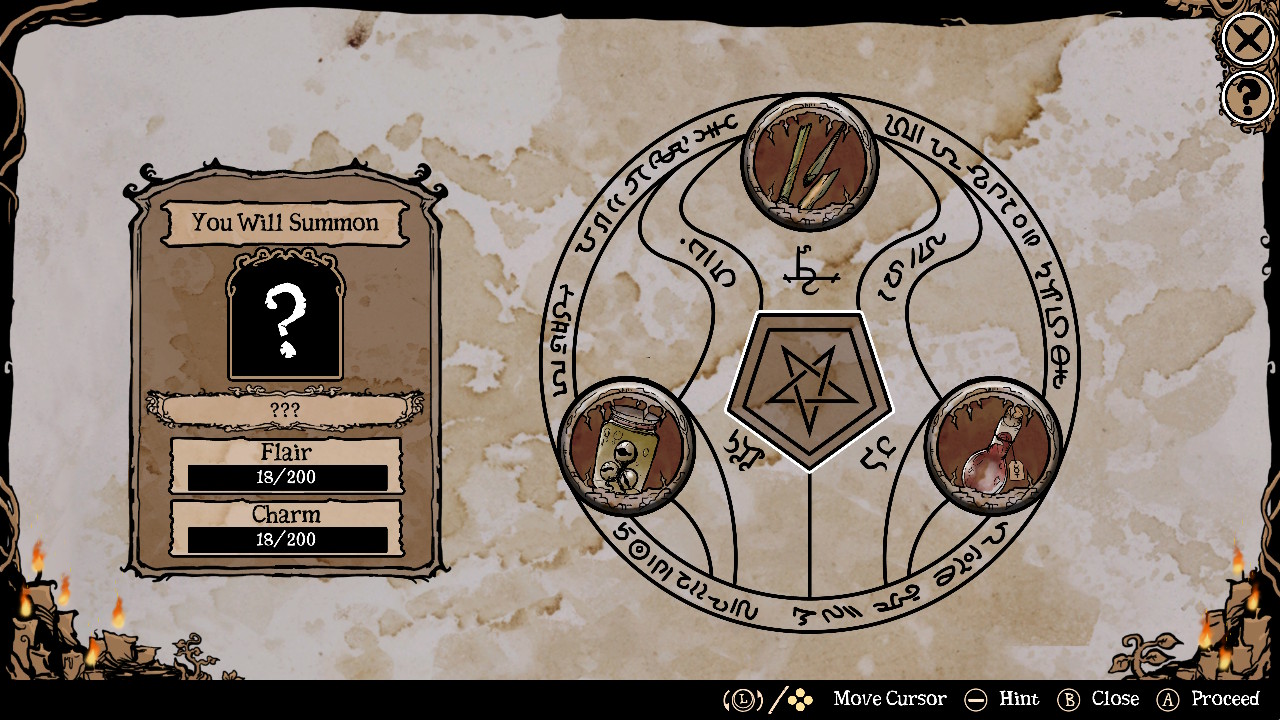 You Will Summon
?
???
Flair
18/200
Charm
18/200
?
L / Move Cursor - Hint B Close A Proceed